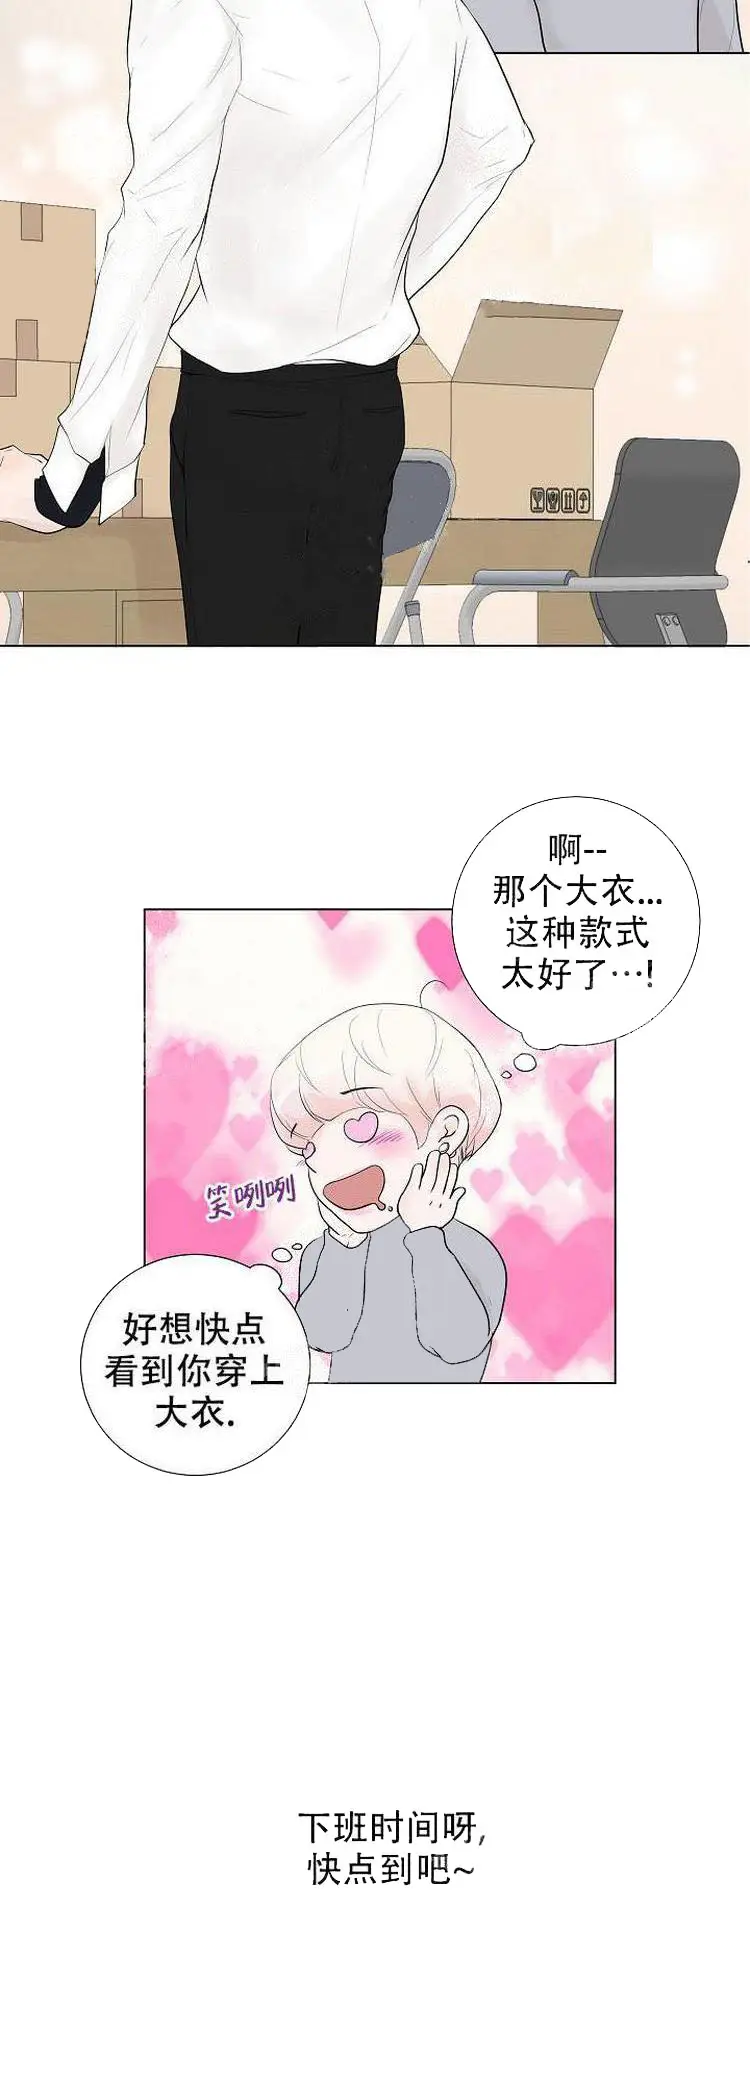 啊--
那个大衣...
这种款式
太好了…!
笑咧咧
好想快点
看到你穿上
大衣.
下班时间呀,
快点到吧~